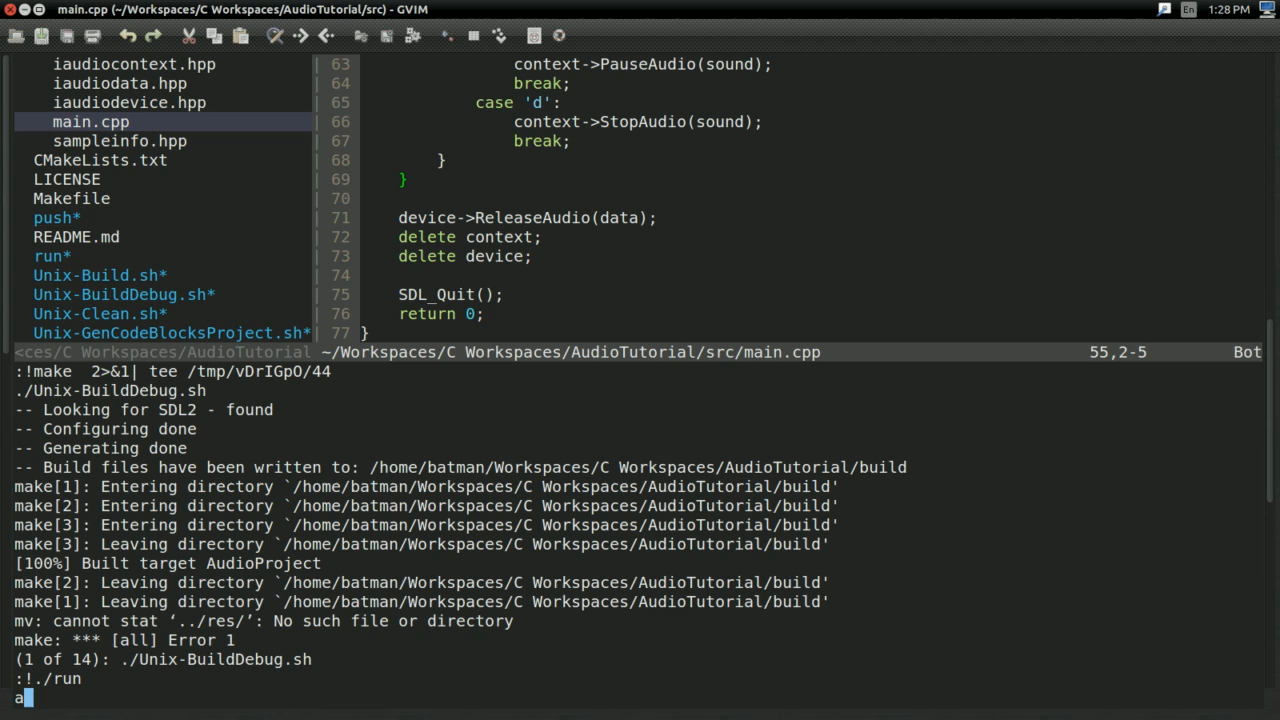 main.cpp (~/Workspaces/C Workspaces/AudioTutorial/src) - GVIM
En
1:28 PM
iaudiocontext.hpp
iaudiodata.hpp
iaudiodevice.hpp
main.cpp
sampleinfo.hpp
CMakeLists.txt
LICENSE
Makefile
push*
README.md
run*
Unix-Build.sh*
Unix-BuildDebug.sh*
Unix-Clean.sh*
Unix-GenCodeBlocksProject.sh*
63 context->PauseAudio(sound);
64 break;
65 case 'd':
66 context->StopAudio(sound);
67 break;
68 }
69 }
70
71 device->ReleaseAudio(data);
72 delete context;
73 delete device;
74
75 SDL_Quit();
76 return 0;
77 }
<ces/C Workspaces/AudioTutorial ~/Workspaces/C Workspaces/AudioTutorial/src/main.cpp 55,2-5 Bot
:!make  2>&1| tee /tmp/vDrIGpO/44
./Unix-BuildDebug.sh
-- Looking for SDL2 - found
-- Configuring done
-- Generating done
-- Build files have been written to: /home/batman/Workspaces/C Workspaces/AudioTutorial/build
make[1]: Entering directory `/home/batman/Workspaces/C Workspaces/AudioTutorial/build'
make[2]: Entering directory `/home/batman/Workspaces/C Workspaces/AudioTutorial/build'
make[3]: Entering directory `/home/batman/Workspaces/C Workspaces/AudioTutorial/build'
make[3]: Leaving directory `/home/batman/Workspaces/C Workspaces/AudioTutorial/build'
[100%] Built target AudioProject
make[2]: Leaving directory `/home/batman/Workspaces/C Workspaces/AudioTutorial/build'
make[1]: Leaving directory `/home/batman/Workspaces/C Workspaces/AudioTutorial/build'
mv: cannot stat ‘../res/’: No such file or directory
make: *** [all] Error 1
(1 of 14): ./Unix-BuildDebug.sh
:!./run
a